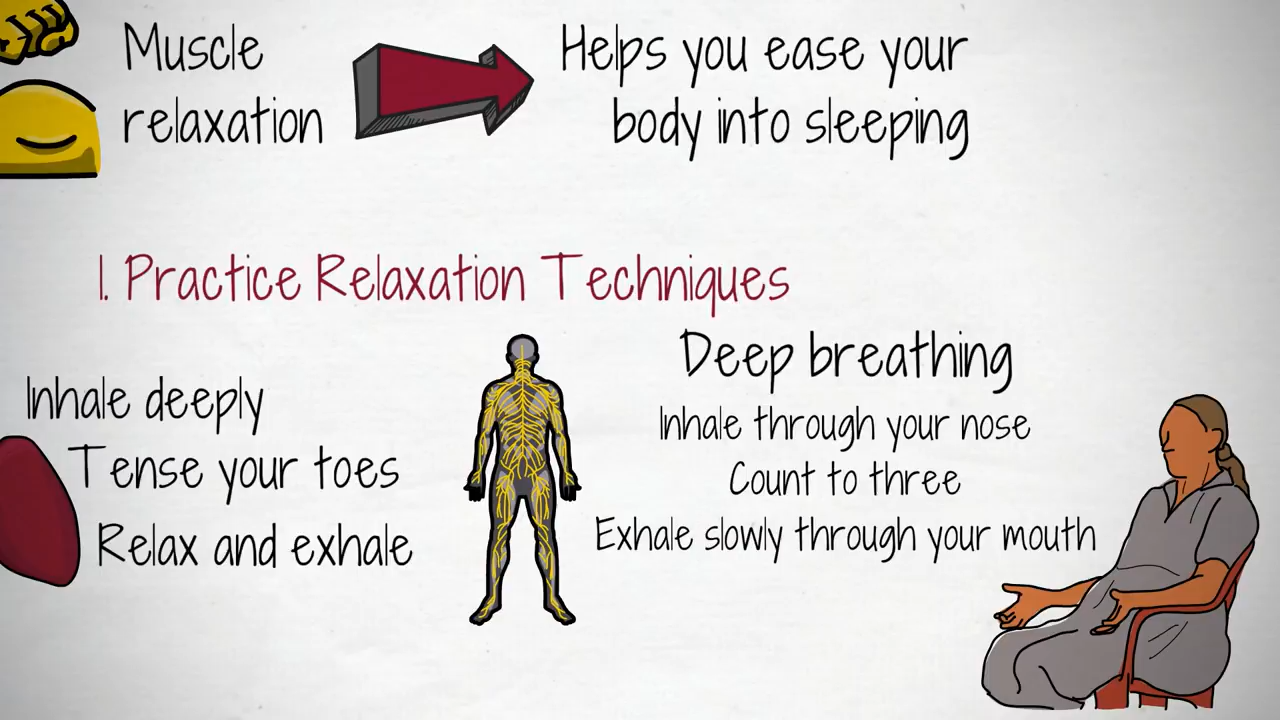 Muscle
relaxation
Helps you ease your
body into sleeping
1. Practice Relaxation Techniques
Inhale deeply
Tense your toes
Relax and exhale
Deep breathing
Inhale through your nose
Count to three
Exhale slowly through your mouth